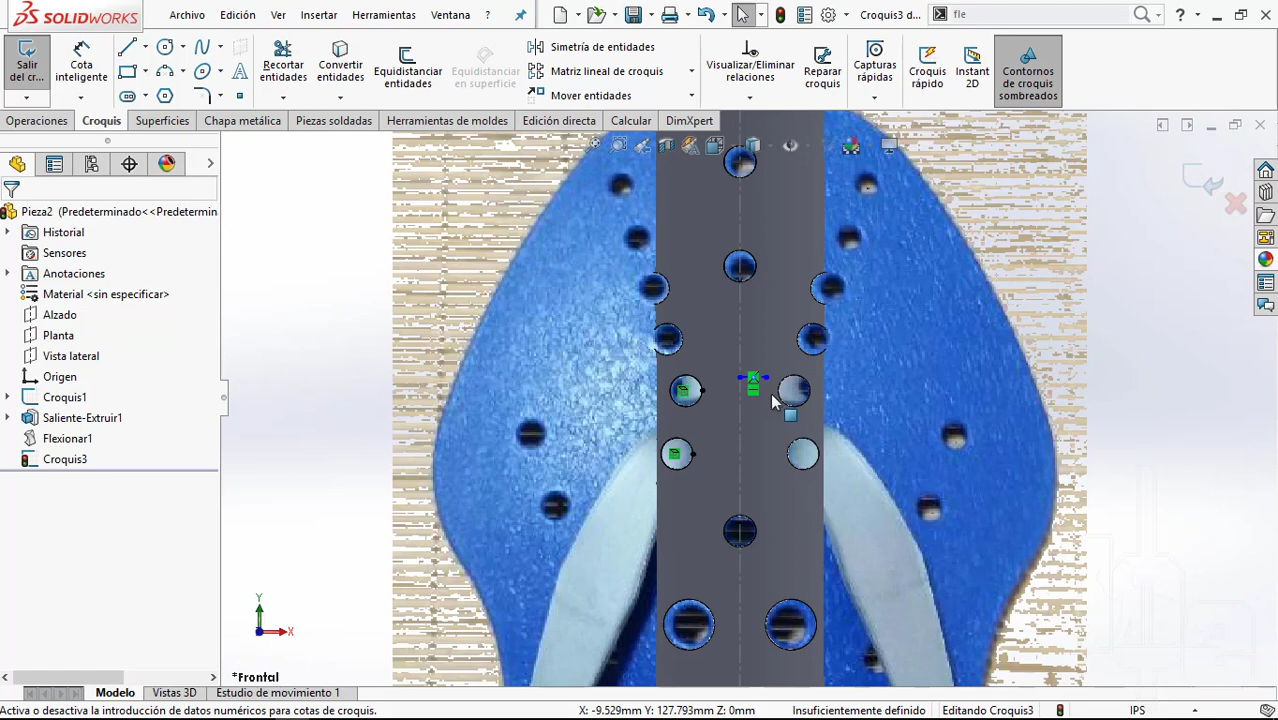 SOLIDWORKS
Archivo Edición Ver Insertar Herramientas Ventana ? Croquis3 d... fle ?
Salir del cr...
Cota inteligente
Recortar entidades
Convertir entidades
Equidistanciar entidades
Equidistanciar en superficie
Simetría de entidades
Matriz lineal de croquis
Mover entidades
Visualizar/Eliminar relaciones
Reparar croquis
Capturas rápidas
Croquis rápido
Instant 2D
Contornos de croquis sombreados
Operaciones Croquis Superficies Chapa metálica Piezas soldadas Herramientas de moldes Edición directa Calcular DimXpert
Pieza2 (Predeterminado<<Predetermin
Historial
Sensores
Anotaciones
Material <sin especificar>
Alzado
Planta
Vista lateral
Origen
Croquis1
Saliente-Extruir1
Flexionar1
Croquis3
Y
X
*Frontal
Modelo Vistas 3D Estudio de movimiento 1
Activa o desactiva la introducción de datos numéricos para cotas de croquis. X: -9.529mm Y: 127.793mm Z: 0mm Insuficientemente definido Editando Croquis3 IPS